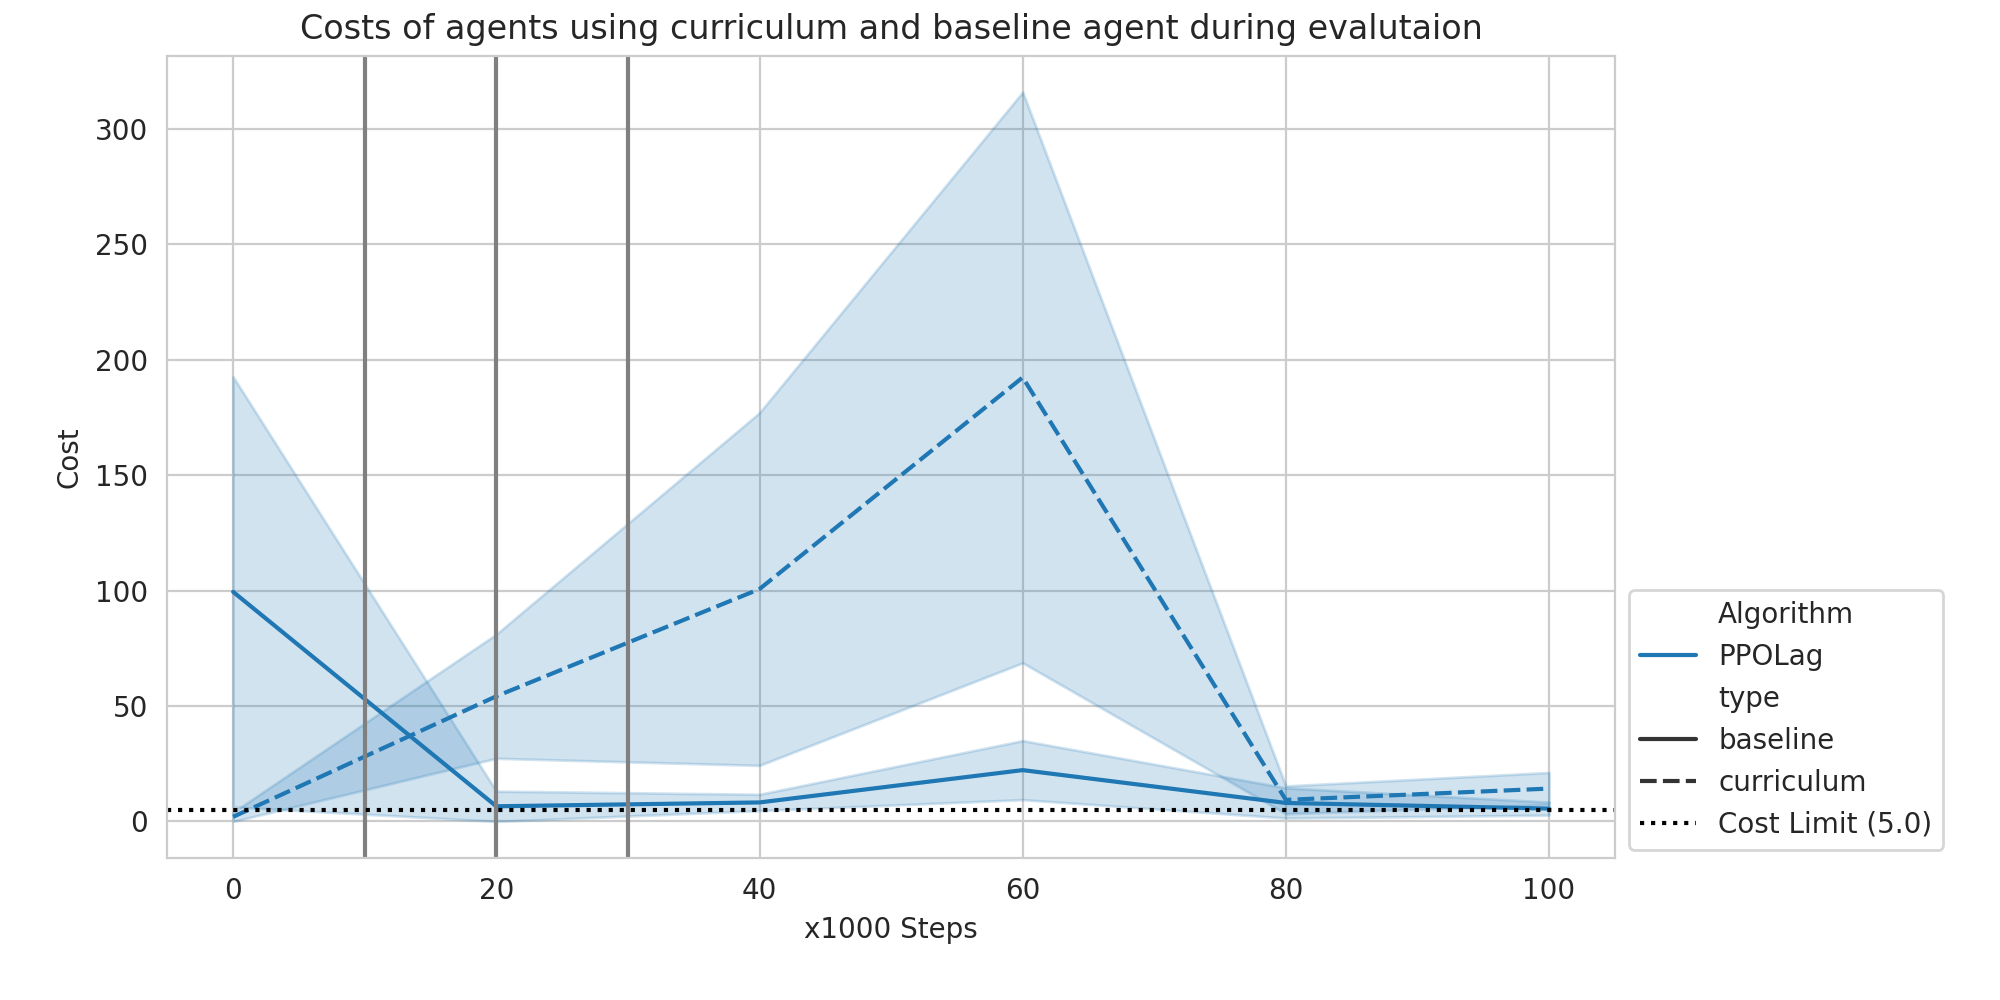 Costs of agents using curriculum and baseline agent during evalutaion
300
250
200
150
100
50
0
Cost
0 20 40 60 80 100
x1000 Steps
Algorithm
PPOLag
type
baseline
curriculum
Cost Limit (5.0)